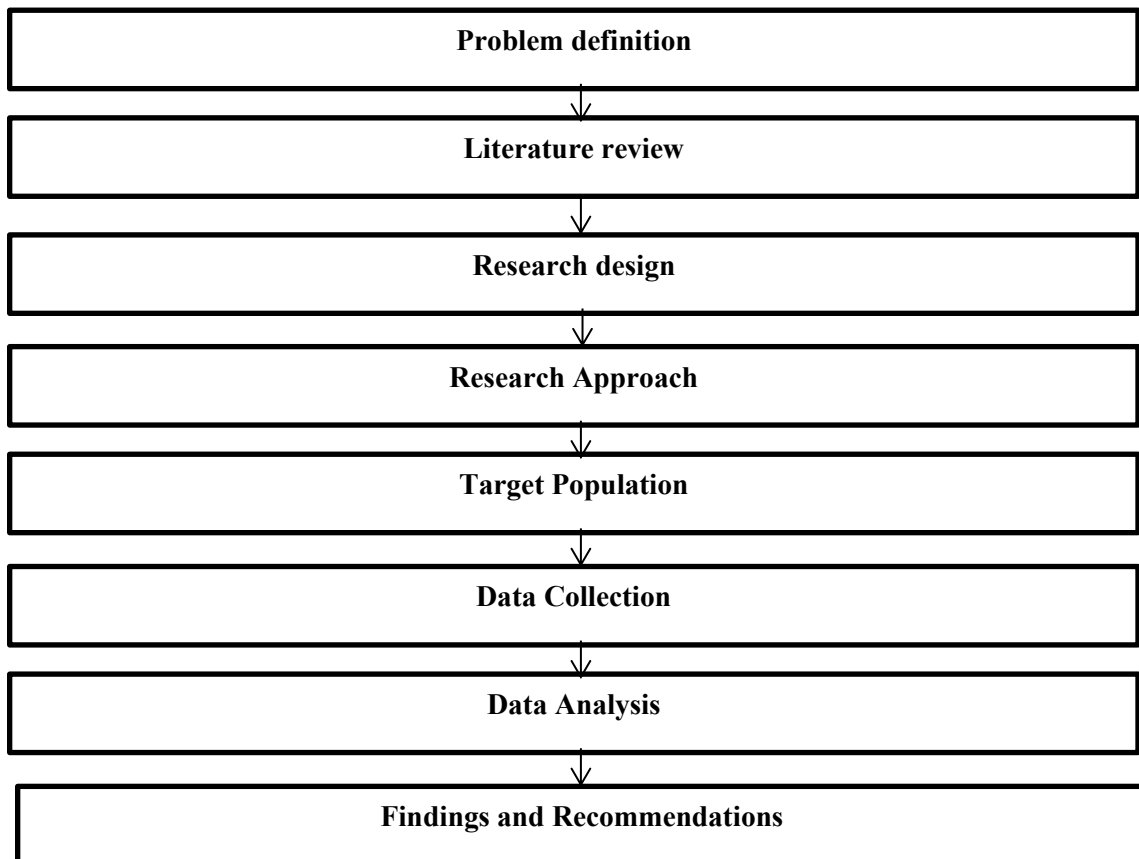 Problem definition
Literature review
Research design
Research Approach
Target Population
Data Collection
Data Analysis
Findings and Recommendations